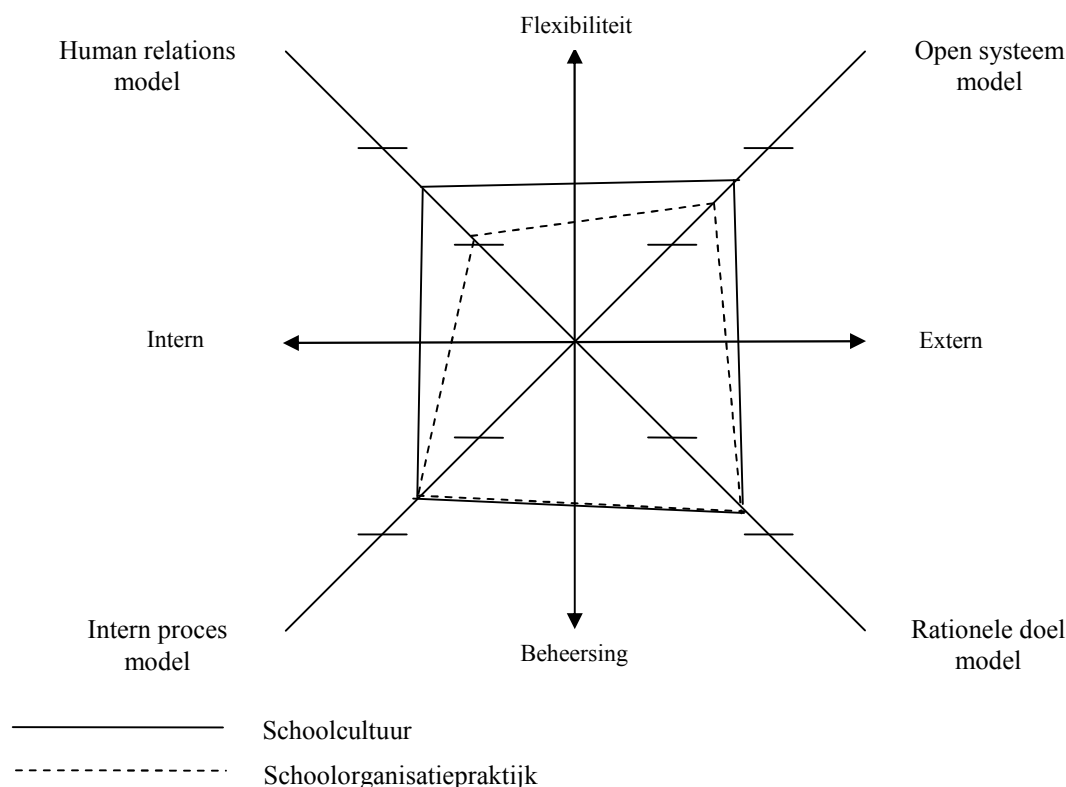 Flexibiliteit
Human relations
model
Open systeem
model
Intern
Extern
Intern proces
model
Beheersing
Rationele doel
model
Schoolcultuur
Schoolorganisatiepraktijk